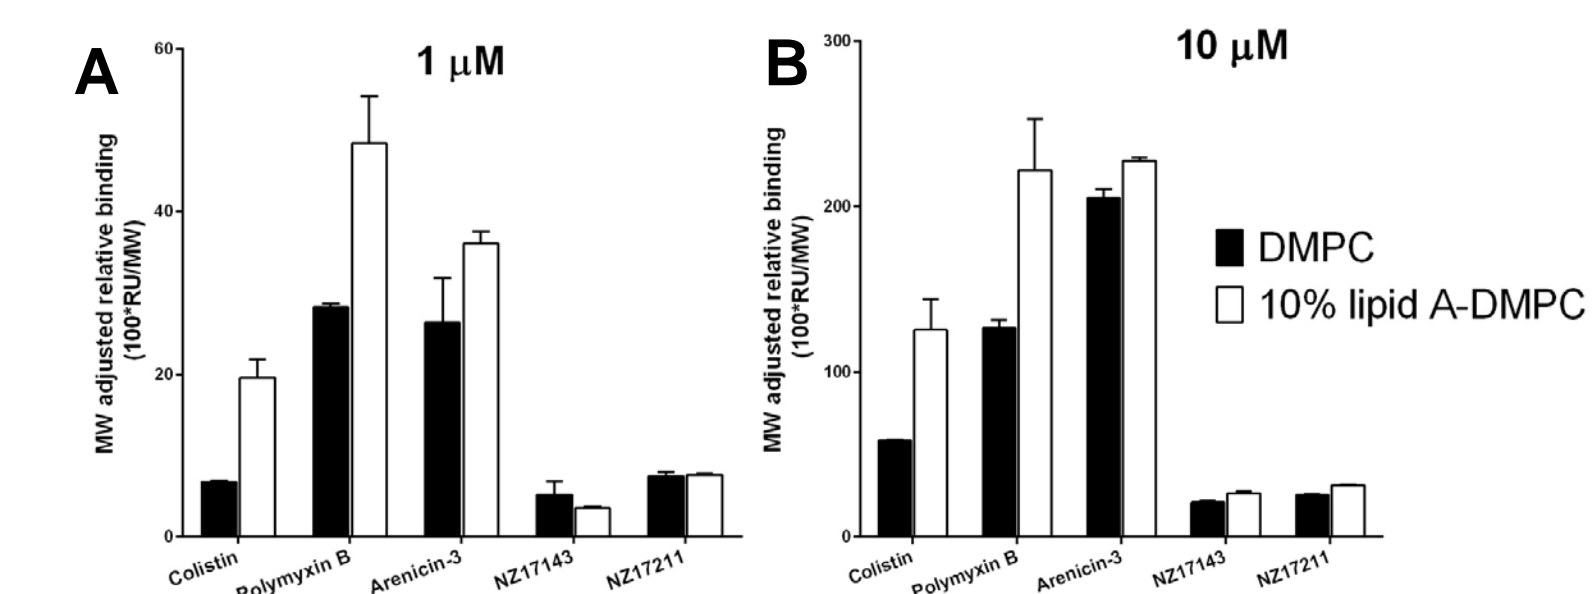 A
1 μM
60
40
20
0
MW adjusted relative binding
(100*RU/MW)
Colistin
Polymyxin B
Arenicin-3
NZ17143
NZ17211
B
10 μM
300
200
100
0
MW adjusted relative binding
(100*RU/MW)
Colistin
Polymyxin B
Arenicin-3
NZ17143
NZ17211
DMPC
10% lipid A-DMPC